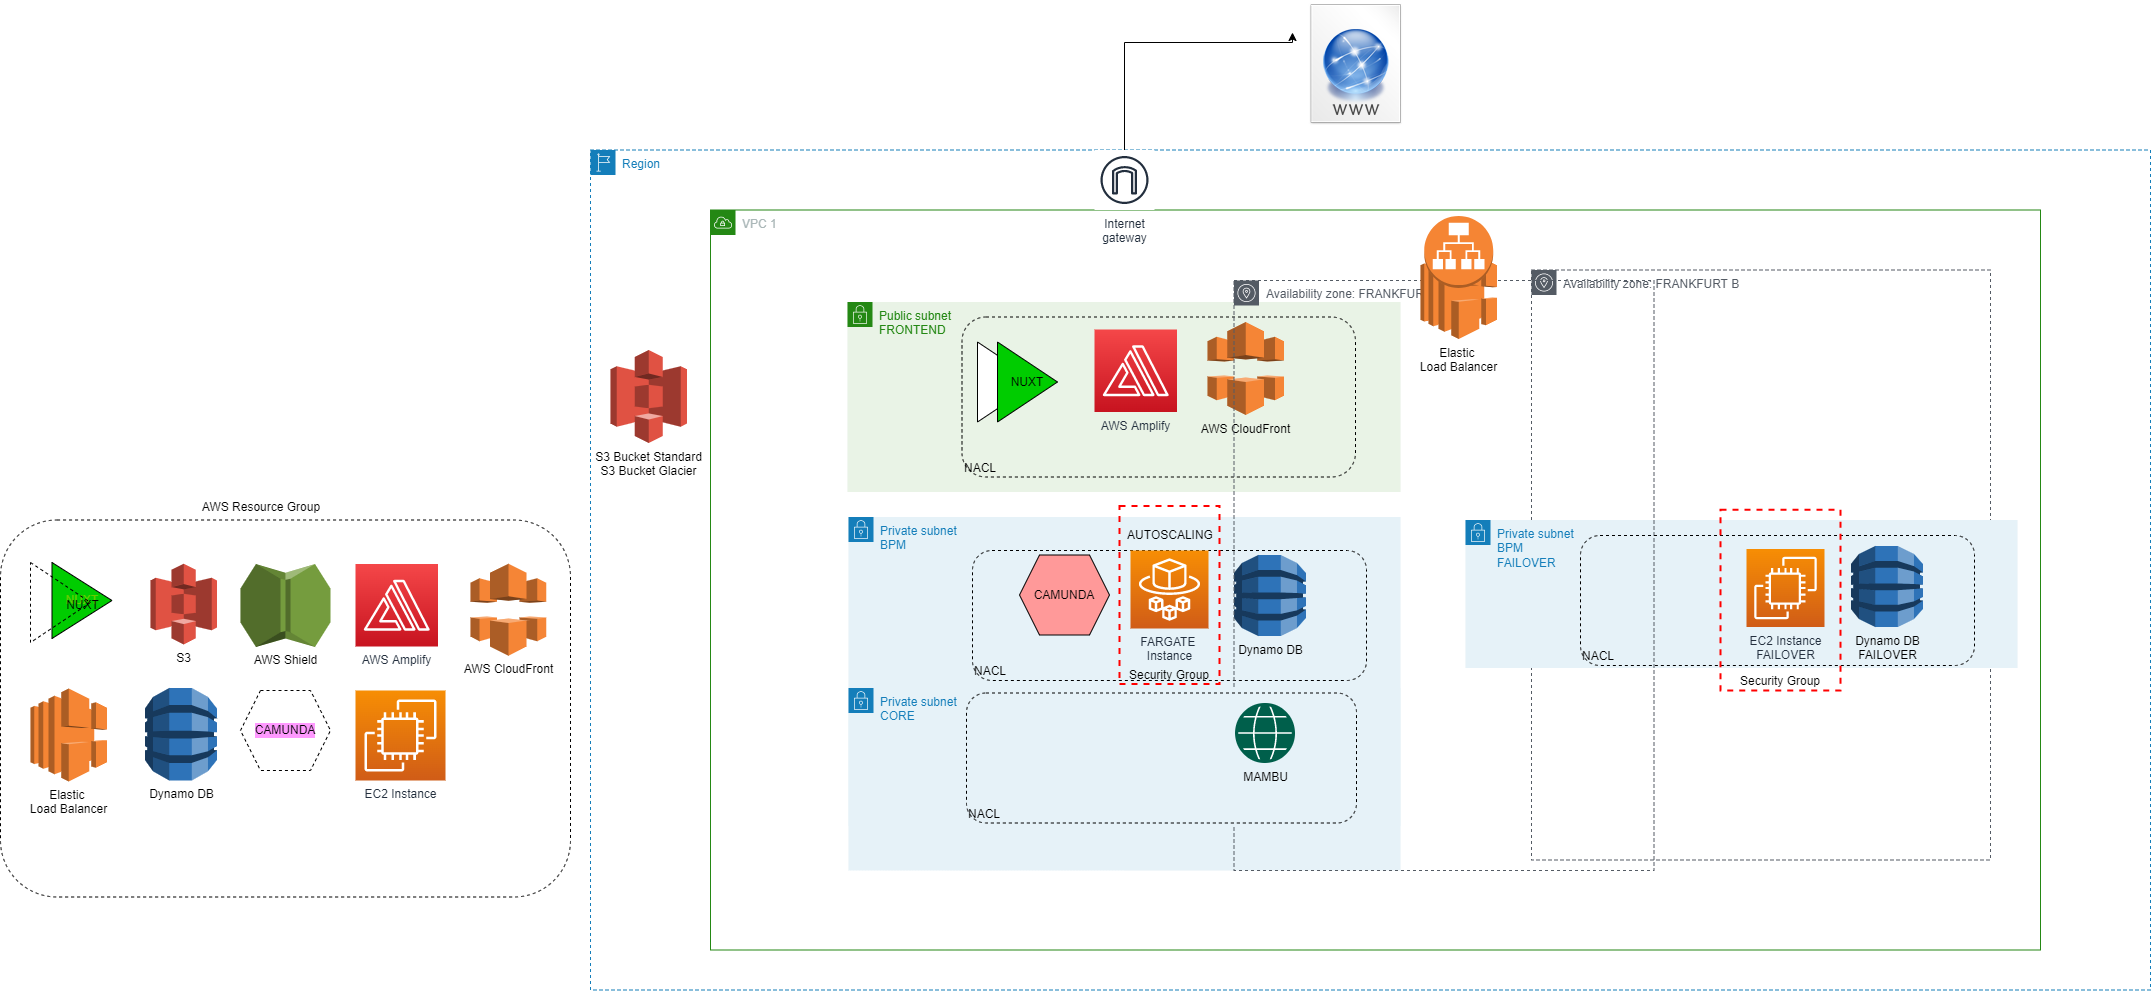 WWW
Region
Internet
gateway
VPC 1
Availability zone: FRANKFUR
Availability zone: FRANKFURT B
Public subnet
FRONTEND
NUXT
AWS Amplify
AWS CloudFront
NACL
Elastic
Load Balancer
S3 Bucket Standard
S3 Bucket Glacier
AWS Resource Group
NUXT
S3
AWS Shield
AWS Amplify
AWS CloudFront
Elastic
Load Balancer
Dynamo DB
CAMUNDA
EC2 Instance
Private subnet
BPM
AUTOSCALING
CAMUNDA
FARGATE
Instance
Security Group
Dynamo DB
NACL
Private subnet
CORE
MAMBU
NACL
Private subnet
BPM
FAILOVER
EC2 Instance
FAILOVER
Dynamo DB
FAILOVER
NACL
Security Group